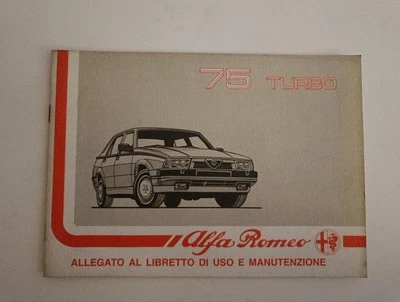 75 TURBO
Alfa Romeo
ALLEGATO AL LIBRETTO DI USO E MANUTENZIONE